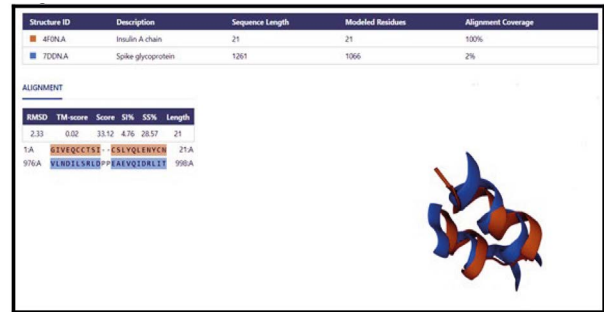 Structure ID Description Sequence Length Modeled Residues Alignment Coverage
4F0N.A Insulin A chain 21 21 100%
7DDN.A Spike glycoprotein 1261 1066 2%
ALIGNMENT
RMSD TM-score Score SI% SS% Length
2.33 0.02 33.12 4.76 28.57 21
1:A GIVEQCCTSI--CSLYQLENYCN 21:A
976:A VLNDILSRLDPPEAEVQIDRLIT 998:A